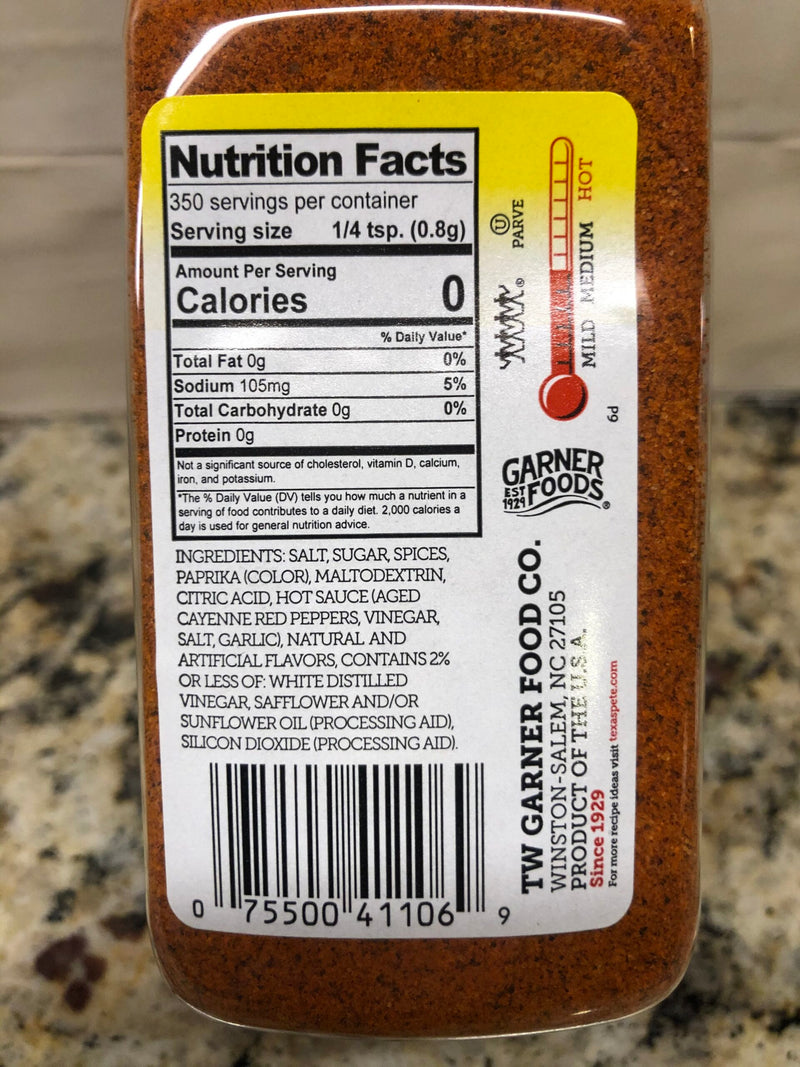 Nutrition Facts
350 servings per container
Serving size 1/4 tsp. (0.8g)
Amount Per Serving
Calories 0
% Daily Value*
Total Fat 0g 0%
Sodium 105mg 5%
Total Carbohydrate 0g 0%
Protein 0g
Not a significant source of cholesterol, vitamin D, calcium,
iron, and potassium.
*The % Daily Value (DV) tells you how much a nutrient in a
serving of food contributes to a daily diet. 2,000 calories a
day is used for general nutrition advice.
INGREDIENTS: SALT, SUGAR, SPICES,
PAPRIKA (COLOR), MALTODEXTRIN,
CITRIC ACID, HOT SAUCE (AGED
CAYENNE RED PEPPERS, VINEGAR,
SALT, GARLIC), NATURAL AND
ARTIFICIAL FLAVORS, CONTAINS 2%
OR LESS OF: WHITE DISTILLED
VINEGAR, SAFFLOWER AND/OR
SUNFLOWER OIL (PROCESSING AID),
SILICON DIOXIDE (PROCESSING AID).
0 75500 41106 9
U PARVE
®
MILD MEDIUM HOT
6d
GARNER
EST 1929 FOODS®
TW GARNER FOOD CO.
WINSTON-SALEM, NC 27105
PRODUCT OF THE U.S.A.
Since 1929
For more recipe ideas visit texaspete.com